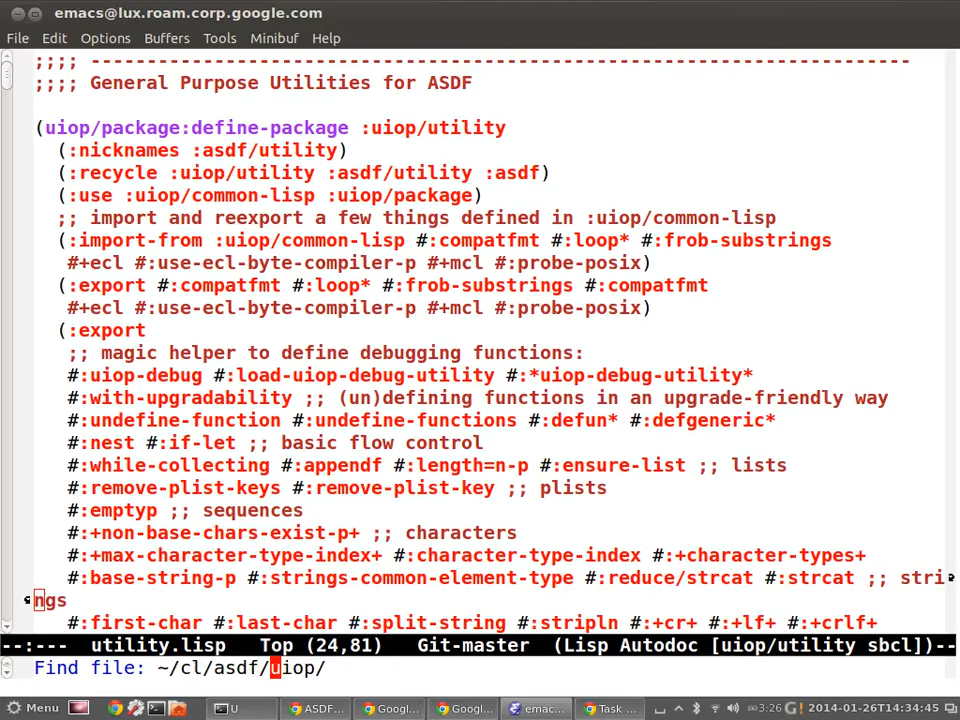 emacs@lux.roam.corp.google.com
File Edit Options Buffers Tools Minibuf Help
;;;; -------------------------------------------------------------------------
;;;; General Purpose Utilities for ASDF
(uiop/package:define-package :uiop/utility
(:nicknames :asdf/utility)
(:recycle :uiop/utility :asdf/utility :asdf)
(:use :uiop/common-lisp :uiop/package)
;; import and reexport a few things defined in :uiop/common-lisp
(:import-from :uiop/common-lisp #:compatfmt #:loop* #:frob-substrings
#+ecl #:use-ecl-byte-compiler-p #+mcl #:probe-posix)
(:export #:compatfmt #:loop* #:frob-substrings #:compatfmt
#+ecl #:use-ecl-byte-compiler-p #+mcl #:probe-posix)
(:export
;; magic helper to define debugging functions:
#:uiop-debug #:load-uiop-debug-utility #:*uiop-debug-utility*
#:with-upgradability ;; (un)defining functions in an upgrade-friendly way
#:undefine-function #:undefine-functions #:defun* #:defgeneric*
#:nest #:if-let ;; basic flow control
#:while-collecting #:appendf #:length=n-p #:ensure-list ;; lists
#:remove-plist-keys #:remove-plist-key ;; plists
#:emptyp ;; sequences
#:+non-base-chars-exist-p+ ;; characters
#:+max-character-type-index+ #:character-type-index #:+character-types+
#:base-string-p #:strings-common-element-type #:reduce/strcat #:strcat ;; stri
ngs
#:first-char #:last-char #:split-string #:stripln #:+cr+ #:+lf+ #:+crlf+
--:--- utility.lisp Top (24,81) Git-master (Lisp Autodoc [uiop/utility sbcl])--
Find file: ~/cl/asdf/uiop/
Menu U ASDF... Googl... Googl... emac... Task ... 3:26 2014-01-26T14:34:45